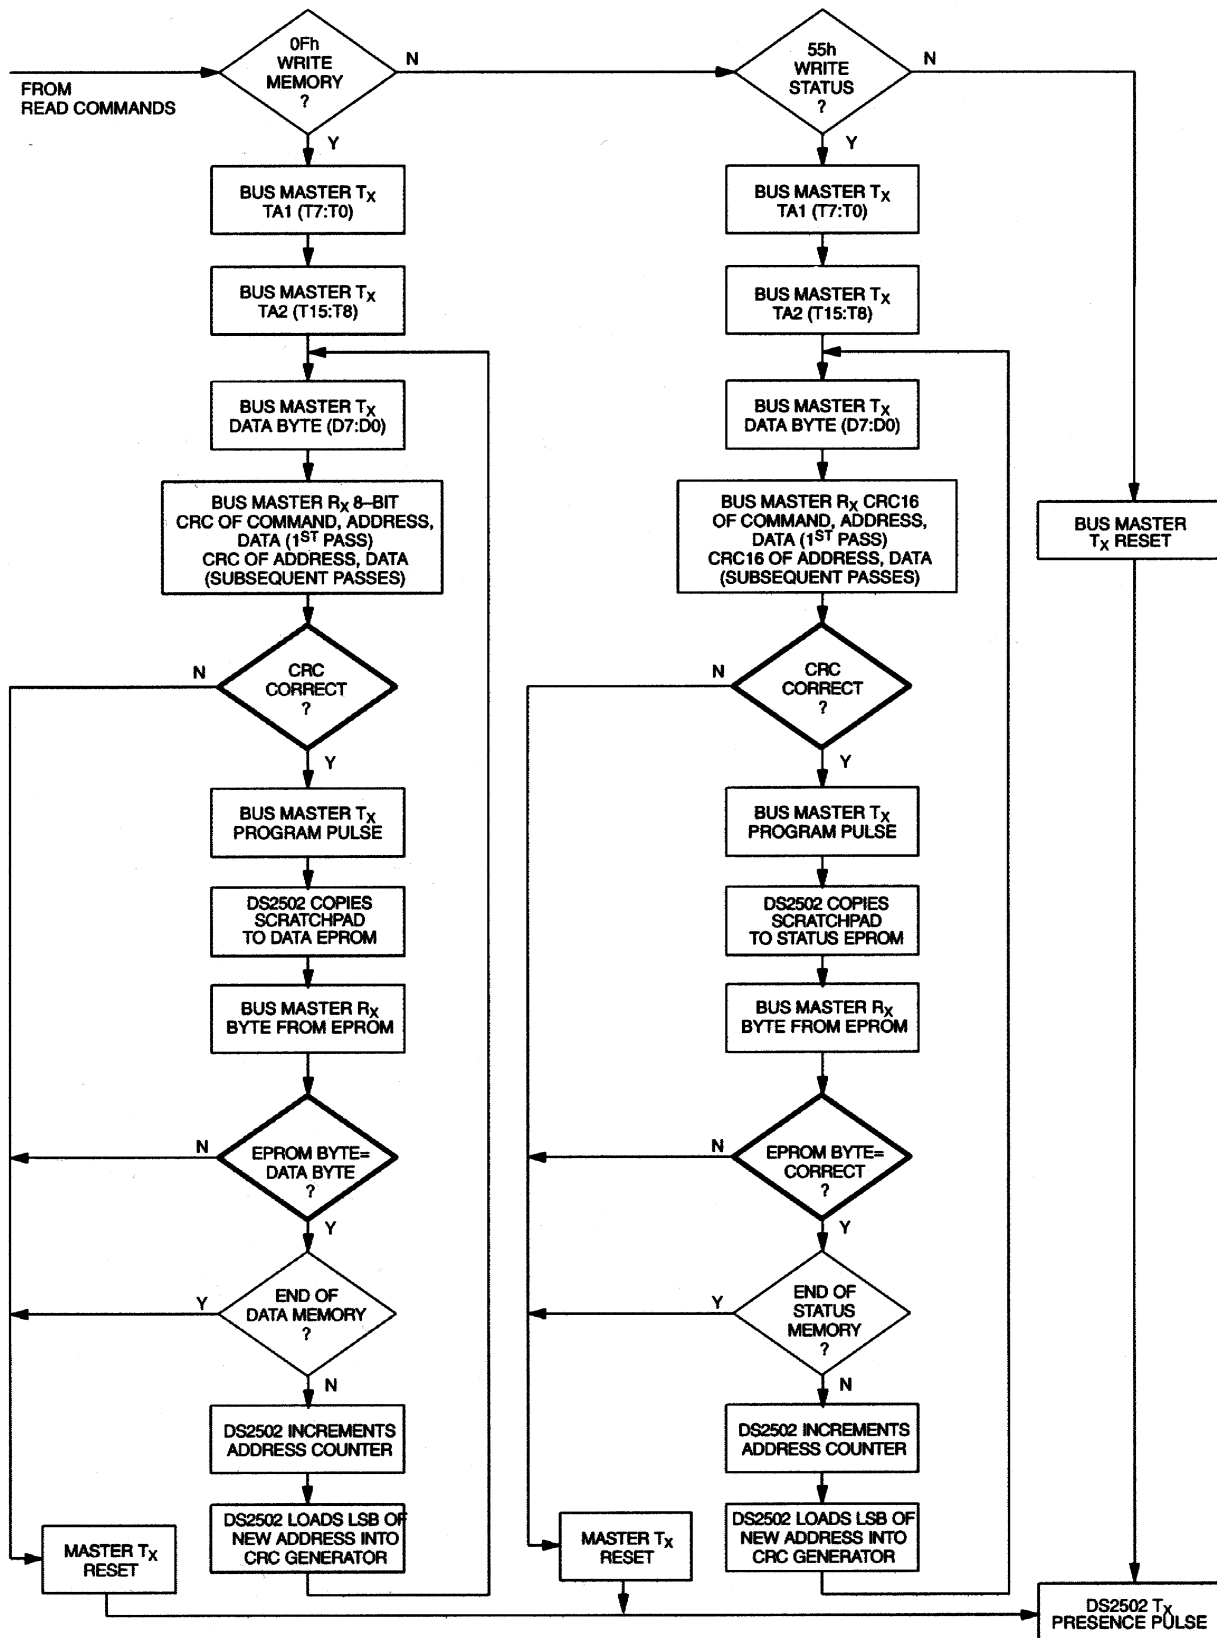 0Fh
WRITE
MEMORY
?
N
55h
WRITE
STATUS
?
N
FROM
READ COMMANDS
Y
Y
BUS MASTER TX
TA1 (T7:T0)
BUS MASTER TX
TA1 (T7:T0)
BUS MASTER TX
TA2 (T15:T8)
BUS MASTER TX
TA2 (T15:T8)
BUS MASTER TX
DATA BYTE (D7:D0)
BUS MASTER TX
DATA BYTE (D7:D0)
BUS MASTER RX 8–BIT
CRC OF COMMAND, ADDRESS,
DATA (1ST PASS)
CRC OF ADDRESS, DATA
(SUBSEQUENT PASSES)
BUS MASTER RX CRC16
OF COMMAND, ADDRESS,
DATA (1ST PASS)
CRC16 OF ADDRESS, DATA
(SUBSEQUENT PASSES)
BUS MASTER
TX RESET
N
CRC
CORRECT
?
Y
N
CRC
CORRECT
?
Y
BUS MASTER TX
PROGRAM PULSE
BUS MASTER TX
PROGRAM PULSE
DS2502 COPIES
SCRATCHPAD
TO DATA EPROM
DS2502 COPIES
SCRATCHPAD
TO STATUS EPROM
BUS MASTER RX
BYTE FROM EPROM
BUS MASTER RX
BYTE FROM EPROM
N
EPROM BYTE=
DATA BYTE
?
Y
N
EPROM BYTE=
CORRECT
?
Y
Y
END OF
DATA MEMORY
?
N
Y
END OF
STATUS
MEMORY
?
N
DS2502 INCREMENTS
ADDRESS COUNTER
DS2502 INCREMENTS
ADDRESS COUNTER
MASTER TX
RESET
DS2502 LOADS LSB OF
NEW ADDRESS INTO
CRC GENERATOR
MASTER TX
RESET
DS2502 LOADS LSB OF
NEW ADDRESS INTO
CRC GENERATOR
DS2502 TX
PRESENCE PULSE